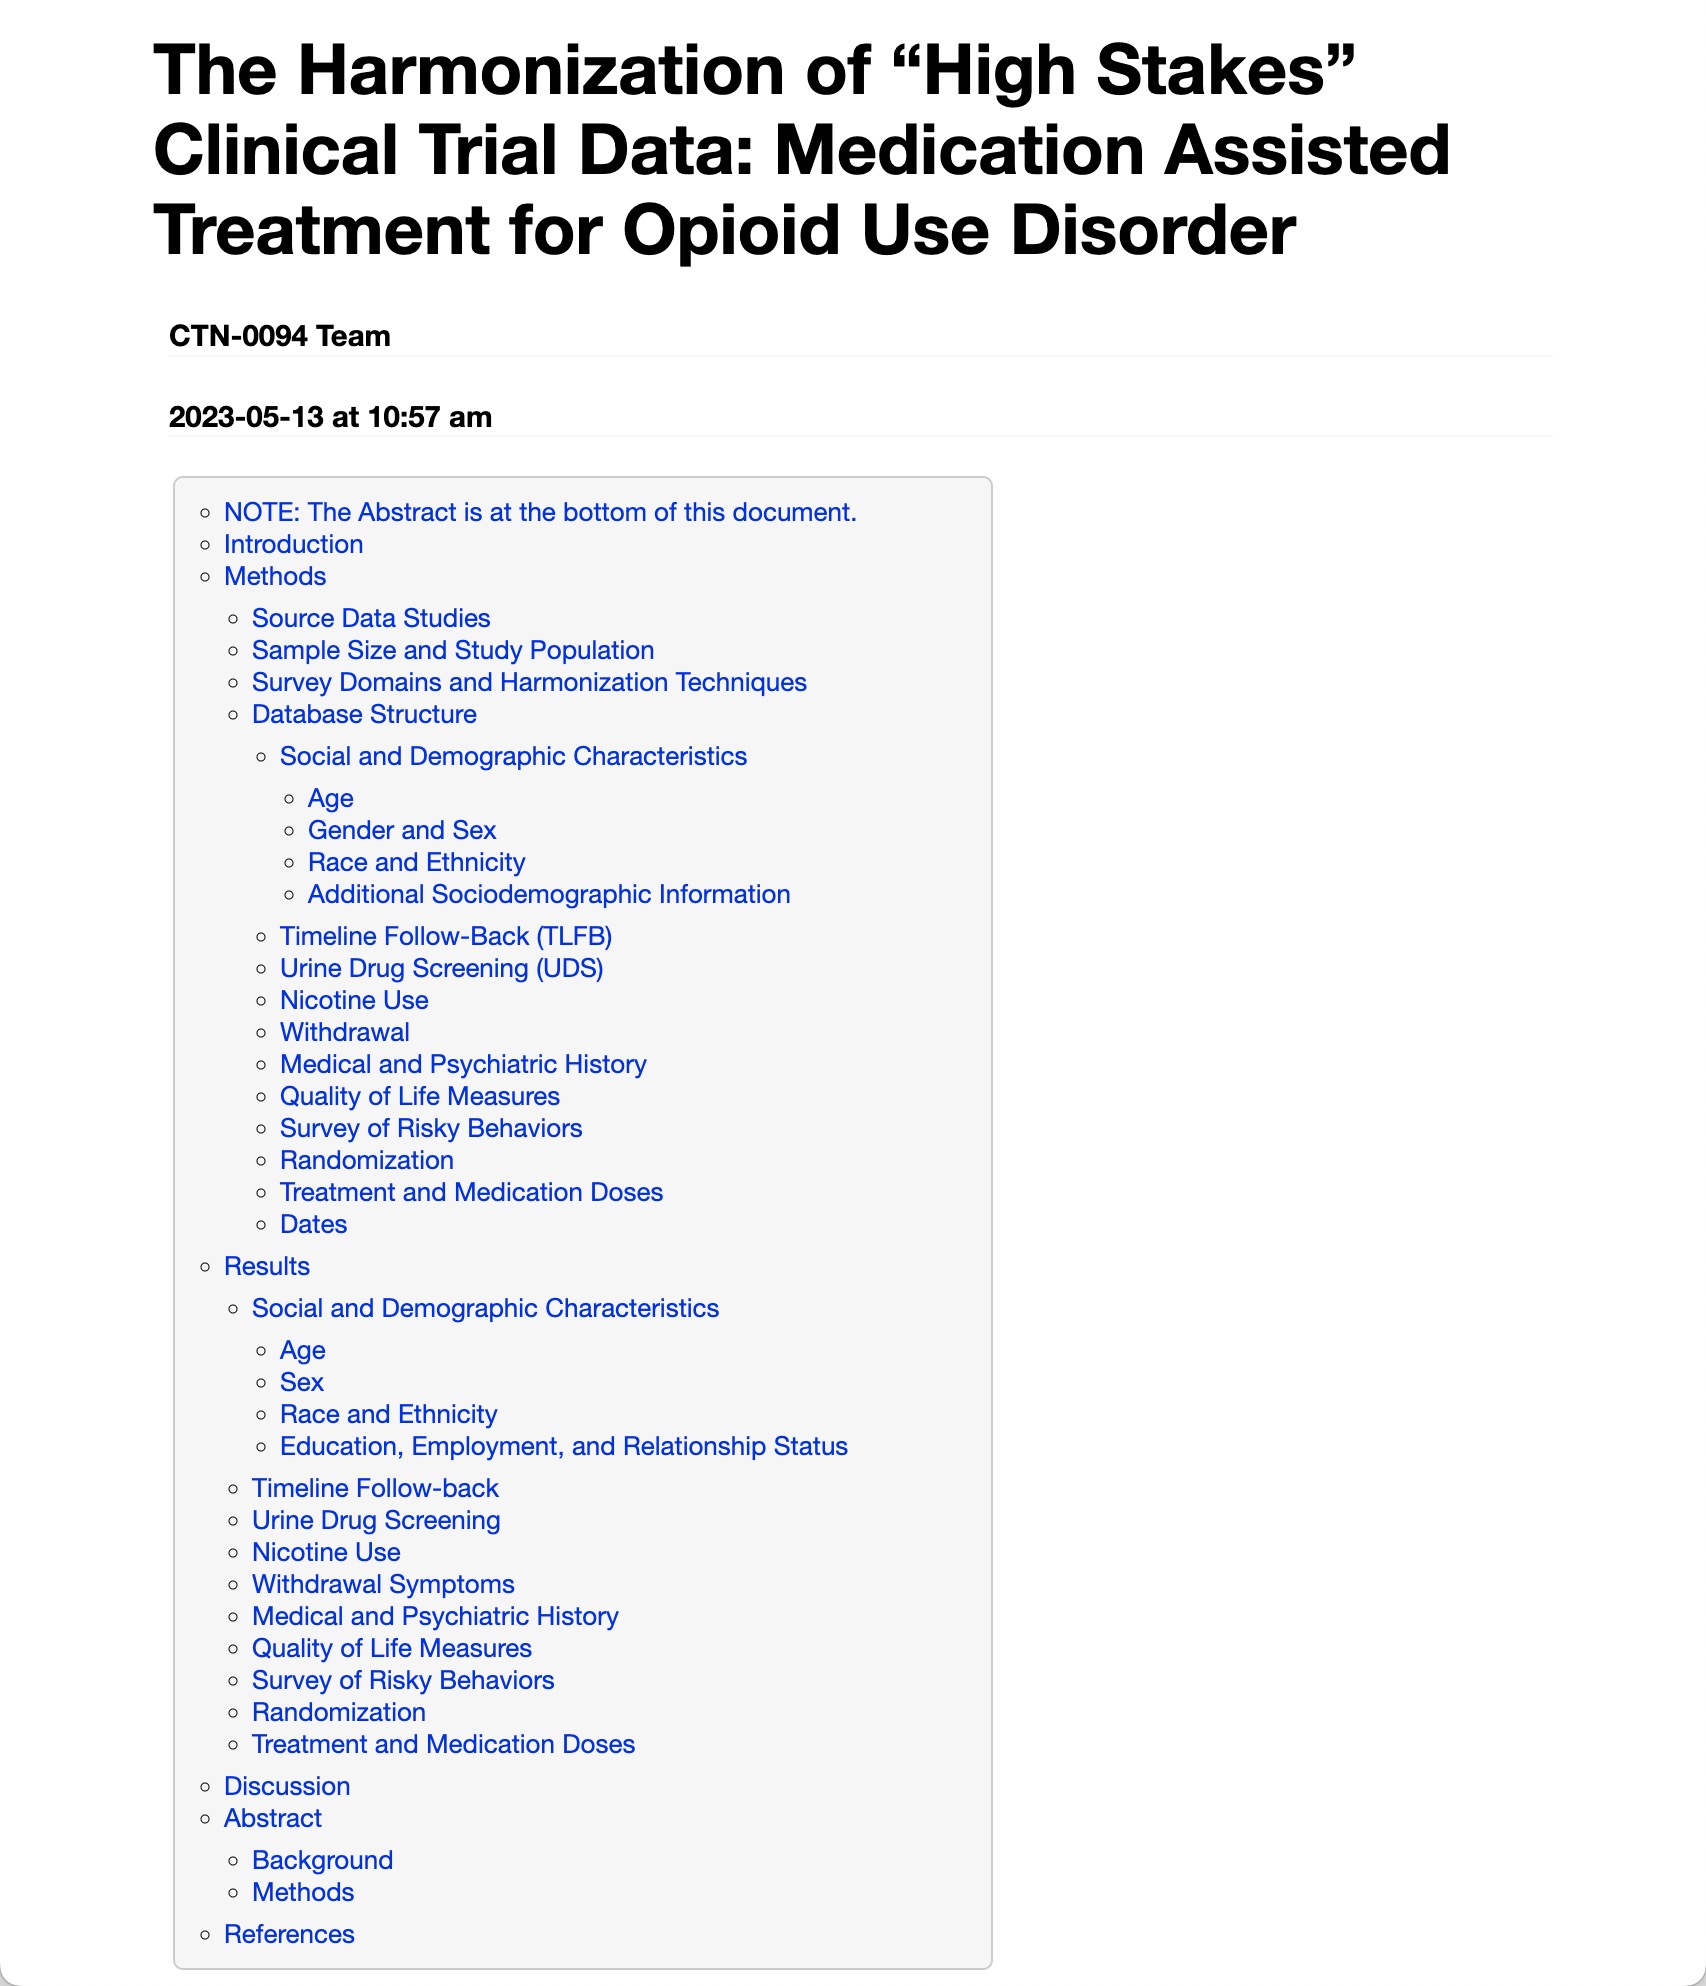 The Harmonization of “High Stakes”
Clinical Trial Data: Medication Assisted
Treatment for Opioid Use Disorder
CTN-0094 Team
2023-05-13 at 10:57 am
NOTE: The Abstract is at the bottom of this document.
Introduction
Methods
Source Data Studies
Sample Size and Study Population
Survey Domains and Harmonization Techniques
Database Structure
Social and Demographic Characteristics
Age
Gender and Sex
Race and Ethnicity
Additional Sociodemographic Information
Timeline Follow-Back (TLFB)
Urine Drug Screening (UDS)
Nicotine Use
Withdrawal
Medical and Psychiatric History
Quality of Life Measures
Survey of Risky Behaviors
Randomization
Treatment and Medication Doses
Dates
Results
Social and Demographic Characteristics
Age
Sex
Race and Ethnicity
Education, Employment, and Relationship Status
Timeline Follow-back
Urine Drug Screening
Nicotine Use
Withdrawal Symptoms
Medical and Psychiatric History
Quality of Life Measures
Survey of Risky Behaviors
Randomization
Treatment and Medication Doses
Discussion
Abstract
Background
Methods
References